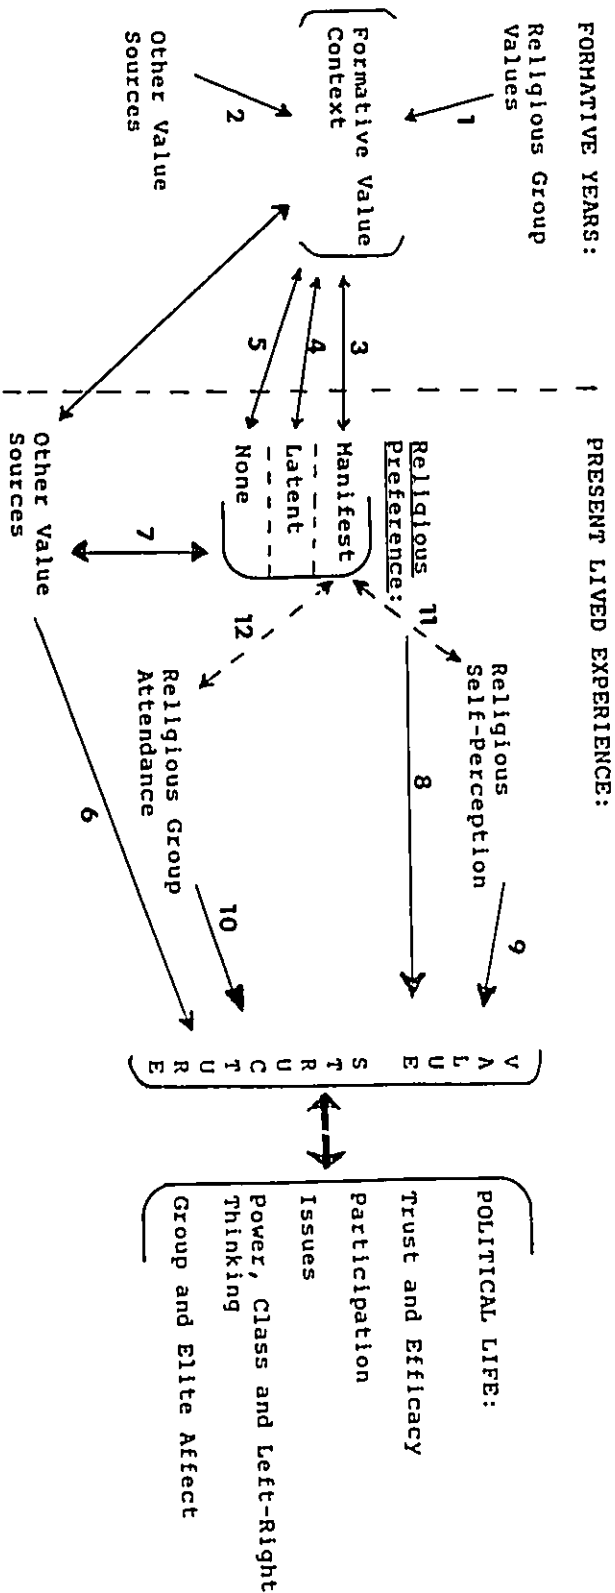 FORMATIVE YEARS:
Religious Group
Values
1
Formative Value
Context
2
Other Value
Sources
3
4
5
PRESENT LIVED EXPERIENCE:
Religious
Preference:
Manifest
Latent
None
7
Other Value
Sources
11
12
Religious
Self-Perception
Religious Group
Attendance
8
9
10
6
VALUE STRUCTURE
POLITICAL LIFE:
Trust and Efficacy
Participation
Issues
Power, Class and Left-Right
Thinking
Group and Elite Affect